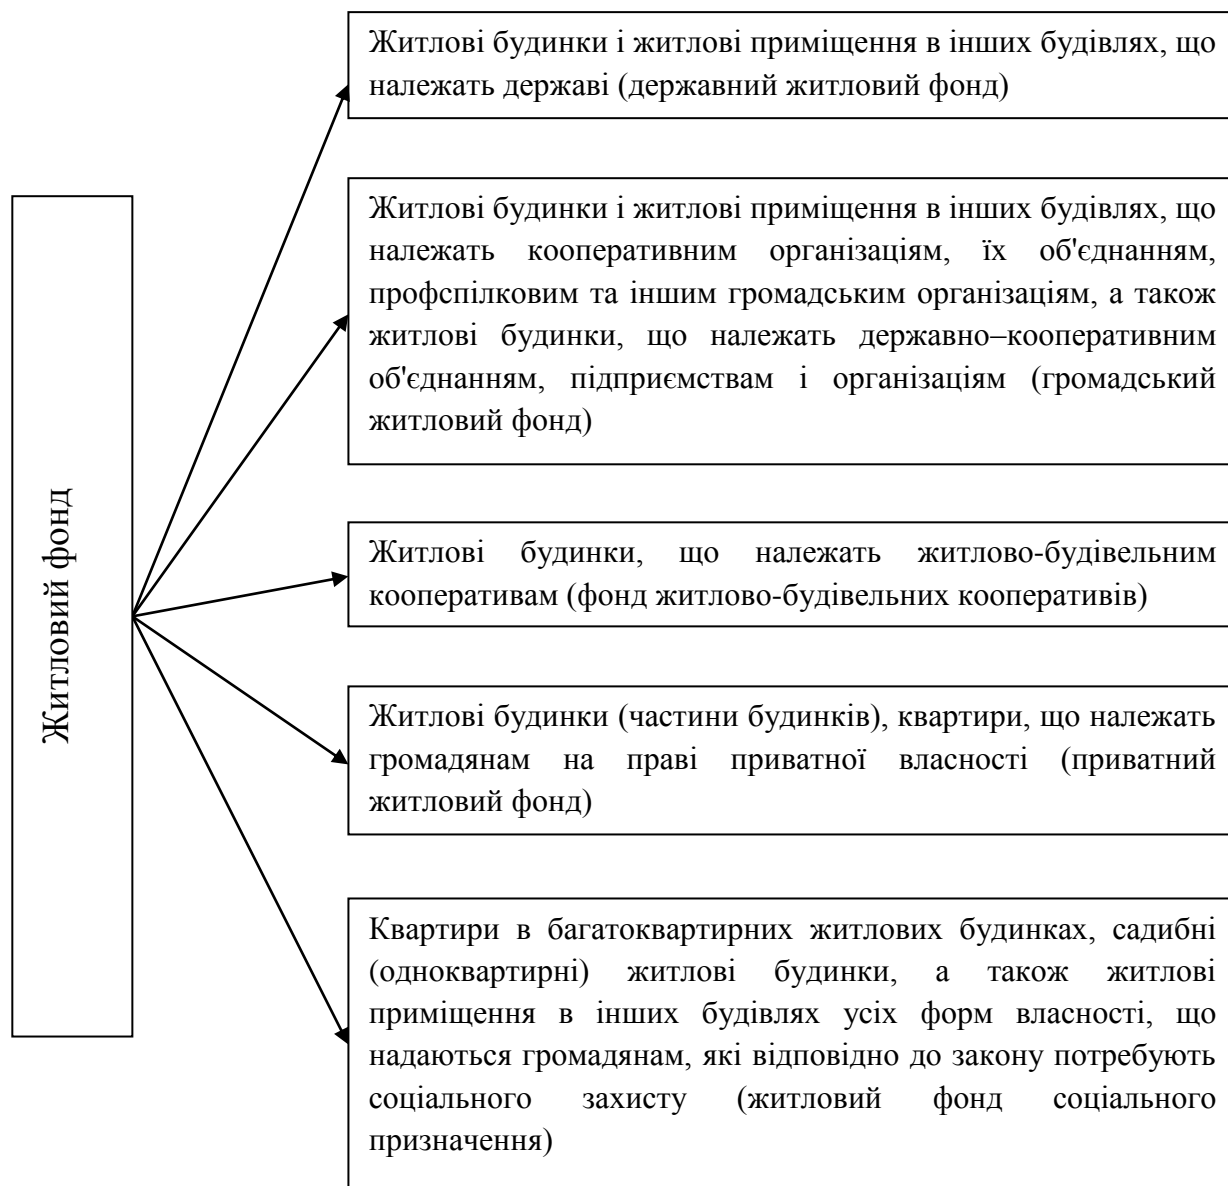 Житловий фонд
Житлові будинки і житлові приміщення в інших будівлях, що
належать державі (державний житловий фонд)
Житлові будинки і житлові приміщення в інших будівлях, що
належать кооперативним організаціям, їх об'єднанням,
профспілковим та іншим громадським організаціям, а також
житлові будинки, що належать державно–кооперативним
об'єднанням, підприємствам і організаціям (громадський
житловий фонд)
Житлові будинки, що належать житлово-будівельним
кооперативам (фонд житлово-будівельних кооперативів)
Житлові будинки (частини будинків), квартири, що належать
громадянам на праві приватної власності (приватний
житловий фонд)
Квартири в багатоквартирних житлових будинках, садибні
(одноквартирні) житлові будинки, а також житлові
приміщення в інших будівлях усіх форм власності, що
надаються громадянам, які відповідно до закону потребують
соціального захисту (житловий фонд соціального
призначення)